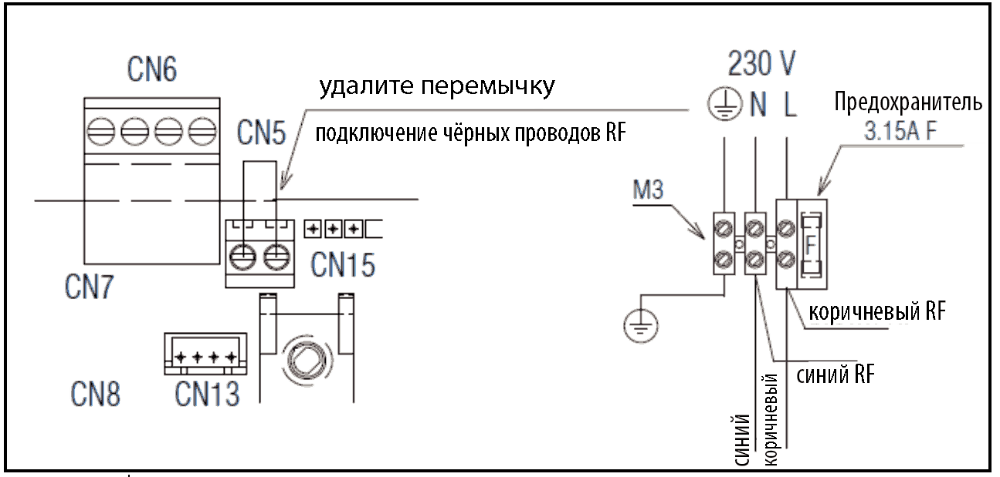 CN6
удалите перемычку
CN5
подключение чёрных проводов RF
CN15
CN7
CN8
CN13
230 V
N L
Предохранитель
3.15A F
M3
F
коричневый RF
синий RF
синий
коричневый